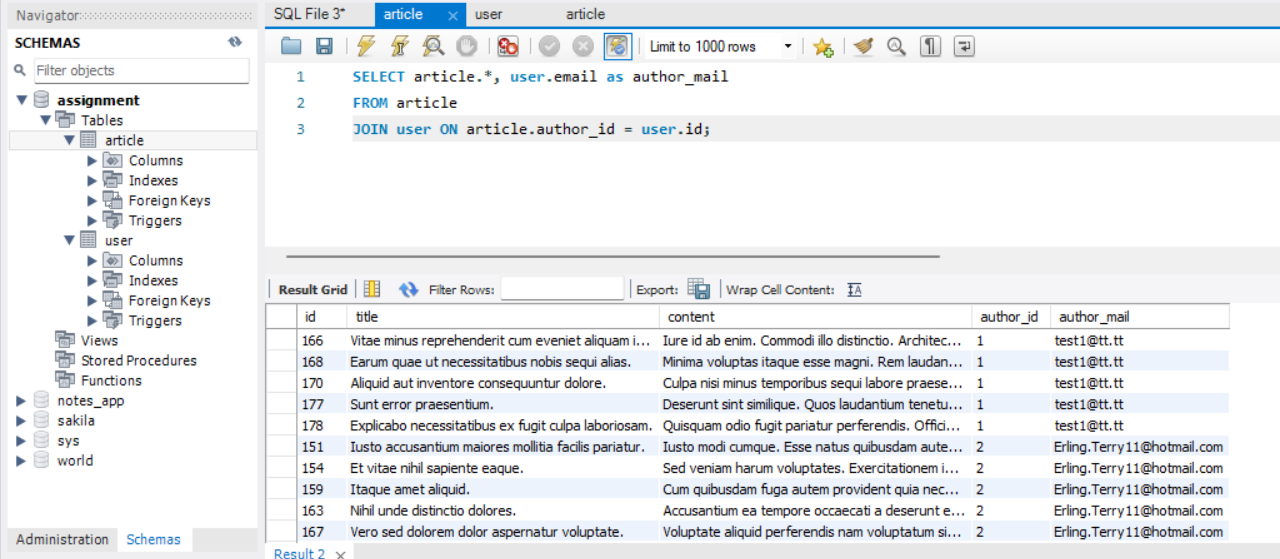 Navigator
SCHEMAS
Filter objects
assignment
Tables
article
Columns
Indexes
Foreign Keys
Triggers
user
Columns
Indexes
Foreign Keys
Triggers
Views
Stored Procedures
Functions
notes_app
sakila
sys
world
Administration Schemas
SQL File 3* article user article
Limit to 1000 rows
1 SELECT article.*, user.email as author_mail
2 FROM article
3 JOIN user ON article.author_id = user.id;
Result Grid Filter Rows: Export: Wrap Cell Content: IA
id title content author_id author_mail
166 Vitae minus reprehenderit cum eveniet aliquam i... Iure id ab enim. Commodi illo distinctio. Architec... 1 test1@tt.tt
168 Earum quae ut necessitatibus nobis sequi alias. Minima voluptas itaque esse magni. Rem laudan... 1 test1@tt.tt
170 Aliquid aut inventore consequuntur dolore. Culpa nisi minus temporibus sequi labore praese... 1 test1@tt.tt
177 Sunt error praesentium. Deserunt sint similique. Quos laudantium tenetu... 1 test1@tt.tt
178 Explicabo necessitatibus ex fugit culpa laboriosam. Quisquam odio fugit pariatur perferendis. Offici... 1 test1@tt.tt
151 Iusto accusantium maiores mollitia facilis pariatur. Iusto modi cumque. Esse natus quibusdam aute... 2 Erling.Terry11@hotmail.com
154 Et vitae nihil sapiente eaque. Sed veniam harum voluptates. Exercitationem i... 2 Erling.Terry11@hotmail.com
159 Itaque amet aliquid. Cum quibusdam fuga autem provident quia nec... 2 Erling.Terry11@hotmail.com
163 Nihil unde distinctio dolores. Accusantium ea tempore occaecati a deserunt e... 2 Erling.Terry11@hotmail.com
167 Vero sed dolorem dolor aspernatur voluptate. Voluptate aliquid perferendis nam voluptatum si... 2 Erling.Terry11@hotmail.com
Result 2